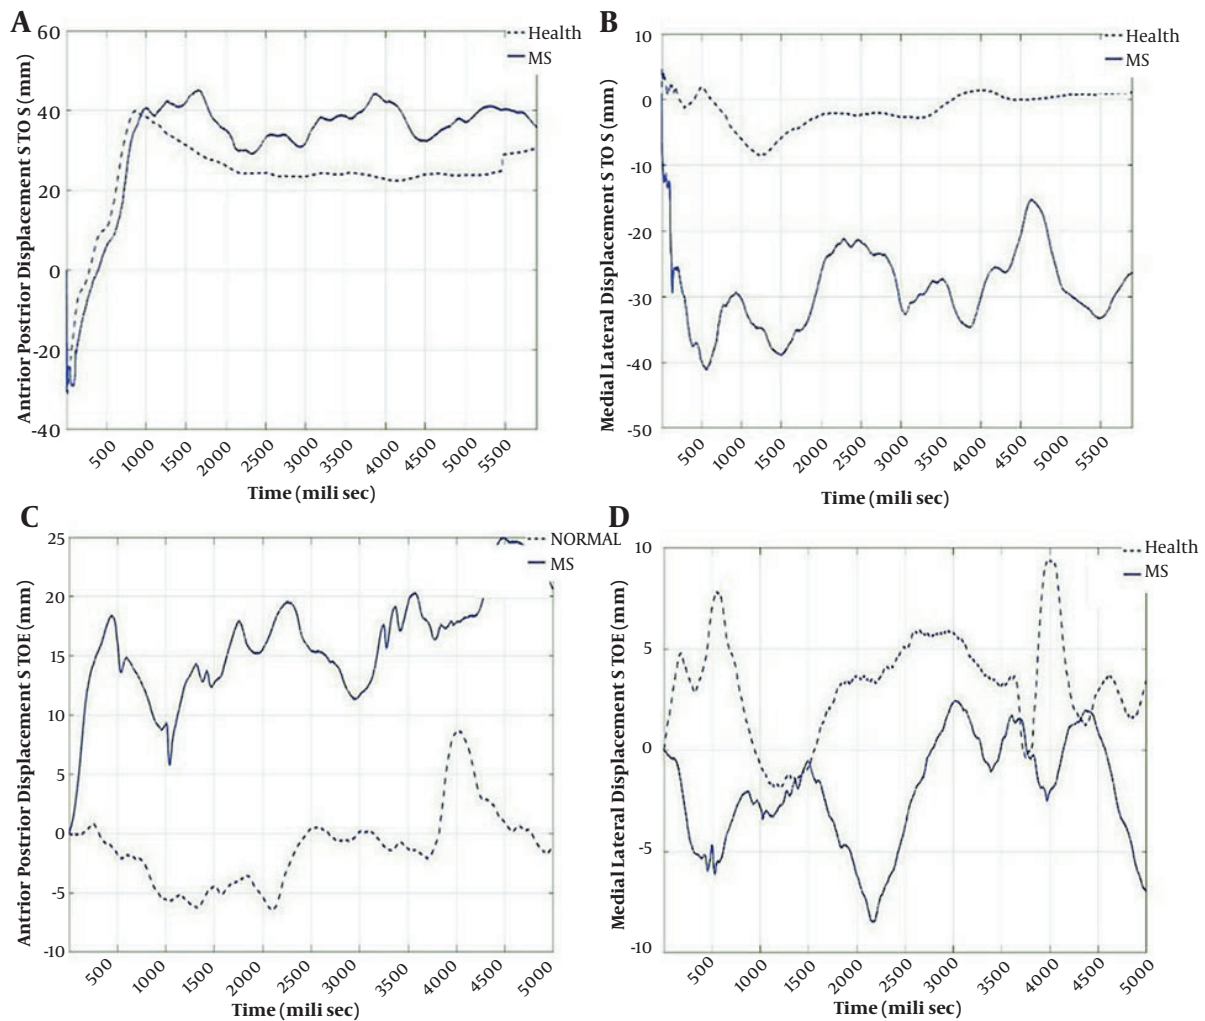 A
Health
MS
Antrior Postrior Displacement S TO S (mm)
60
40
20
0
-20
-40
500 1000 1500 2000 2500 3000 3500 4000 4500 5000 5500
Time (mili sec)
B
Health
MS
Medial Lateral Displacement S TO S (mm)
10
0
-10
-20
-30
-40
-50
500 1000 1500 2000 2500 3000 3500 4000 4500 5000 5500
Time (mili sec)
C
NORMAL
MS
Antrior Postrior Displacement S TOE (mm)
25
20
15
10
5
0
-5
-10
500 1000 1500 2000 2500 3000 3500 4000 4500 5000
Time (mili sec)
D
Health
MS
Medial Lateral Displacement S TOE (mm)
10
5
0
-5
-10
500 1000 1500 2000 2500 3000 3500 4000 4500 5000
Time (mili sec)